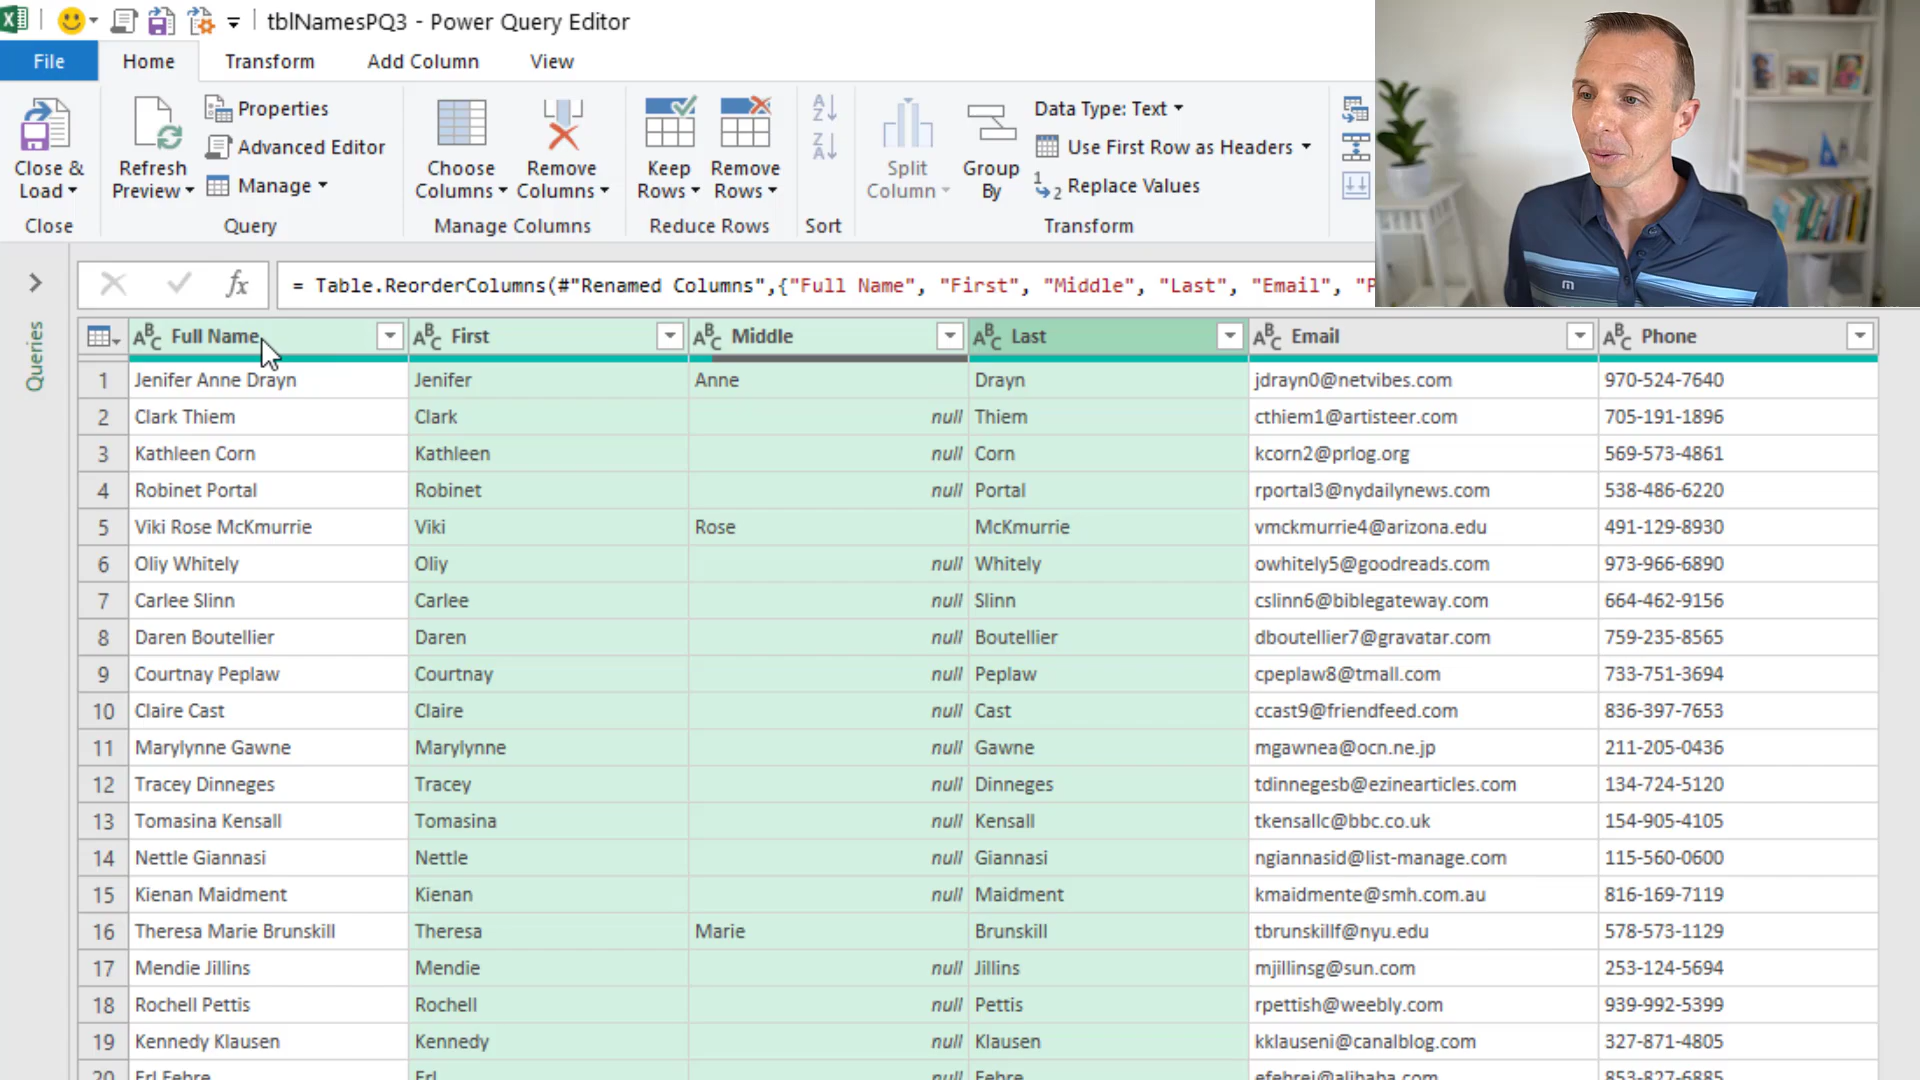 tblNamesPQ3 - Power Query Editor
File Home Transform Add Column View
Close & Load
Refresh Preview
Properties
Advanced Editor
Manage
Choose Columns
Remove Columns
Keep Rows
Remove Rows
Split Column
Group By
Data Type: Text
Use First Row as Headers
Replace Values
Close Query Manage Columns Reduce Rows Sort Transform
fx = Table.ReorderColumns(#"Renamed Columns",{"Full Name", "First", "Middle", "Last", "Email", "P
Queries
Full Name First Middle Last Email Phone
1 Jenifer Anne Drayn Jenifer Anne Drayn jdrayn0@netvibes.com 970-524-7640
2 Clark Thiem Clark null Thiem cthiem1@artisteer.com 705-191-1896
3 Kathleen Corn Kathleen null Corn kcorn2@prlog.org 569-573-4861
4 Robinet Portal Robinet null Portal rportal3@nydailynews.com 538-486-6220
5 Viki Rose McKmurrie Viki Rose McKmurrie vmckmurrie4@arizona.edu 491-129-8930
6 Oliy Whitely Oliy null Whitely owhitely5@goodreads.com 973-966-6890
7 Carlee Slinn Carlee null Slinn cslinn6@biblegateway.com 664-462-9156
8 Daren Boutellier Daren null Boutellier dboutellier7@gravatar.com 759-235-8565
9 Courtnay Peplaw Courtnay null Peplaw cpeplaw8@tmall.com 733-751-3694
10 Claire Cast Claire null Cast ccast9@friendfeed.com 836-397-7653
11 Marylynne Gawne Marylynne null Gawne mgawnea@ocn.ne.jp 211-205-0436
12 Tracey Dinneges Tracey null Dinneges tdinnegesb@ezinearticles.com 134-724-5120
13 Tomasina Kensall Tomasina null Kensall tkensallc@bbc.co.uk 154-905-4105
14 Nettle Giannasi Nettle null Giannasi ngiannasid@list-manage.com 115-560-0600
15 Kienan Maidment Kienan null Maidment kmaidmente@smh.com.au 816-169-7119
16 Theresa Marie Brunskill Theresa Marie Brunskill tbrunskillf@nyu.edu 578-573-1129
17 Mendie Jillins Mendie null Jillins mjillinsg@sun.com 253-124-5694
18 Rochell Pettis Rochell null Pettis rpettish@weebly.com 939-992-5399
19 Kennedy Klausen Kennedy null Klausen kklauseni@canalblog.com 327-871-4805
20 Erl Fehre Erl null Fehre efehrej@alibaba.com 853-827-6885